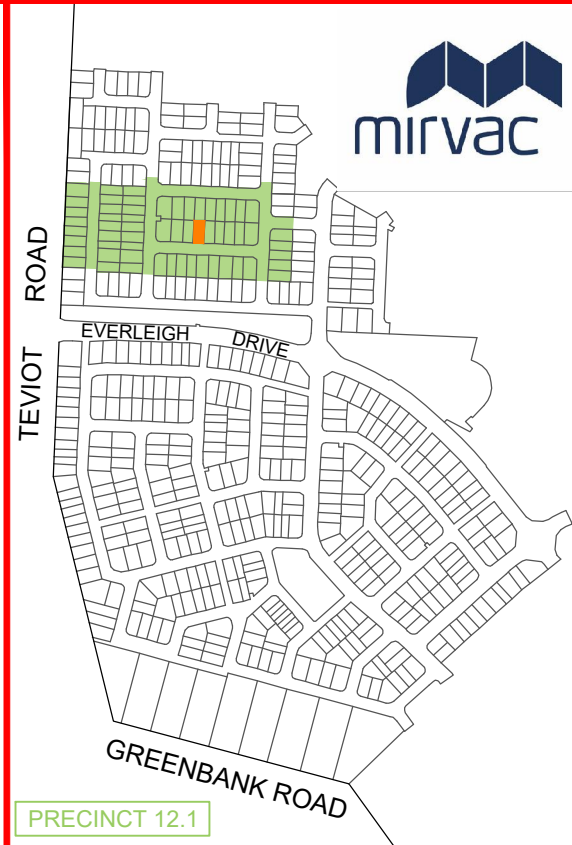 mirvac
TEVIOT ROAD
EVERLEIGH DRIVE
GREENBANK ROAD
PRECINCT 12.1